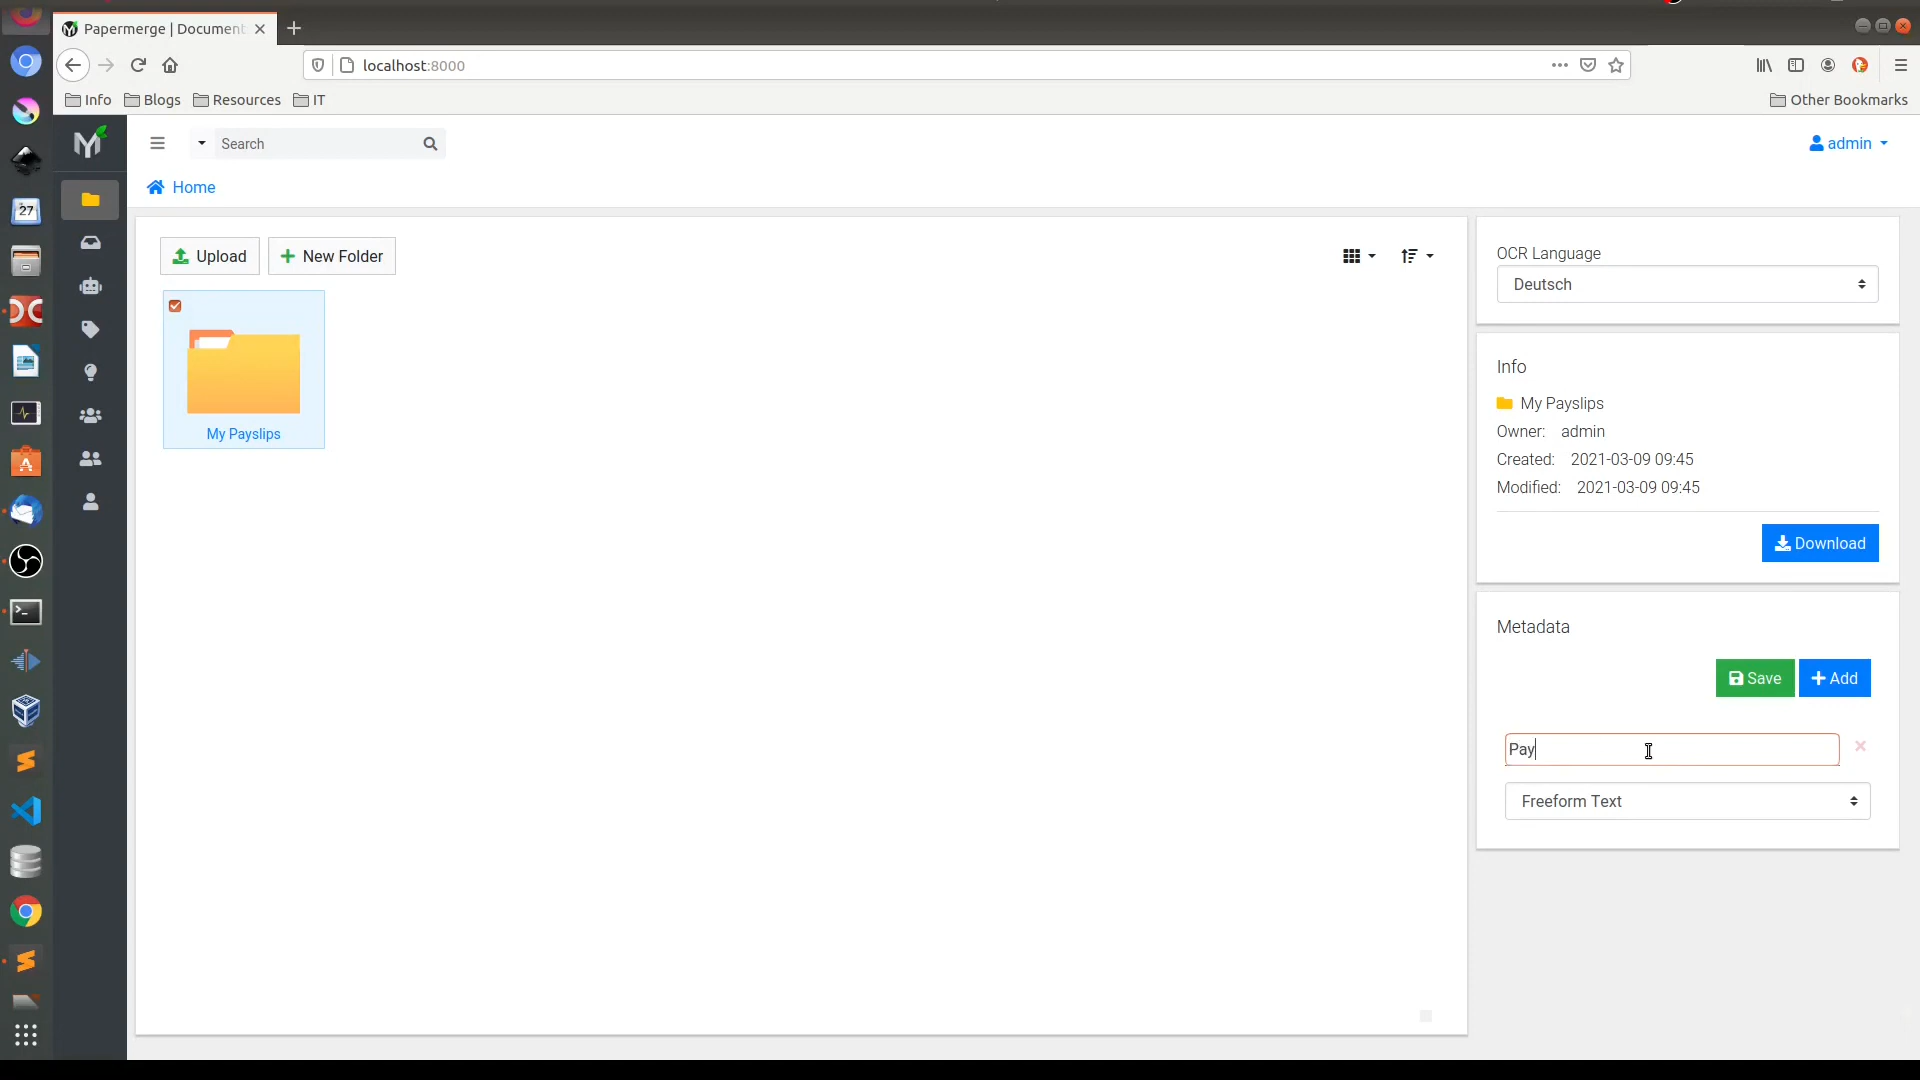 Papermerge | Document
localhost:8000
Info
Blogs
Resources
IT
Other Bookmarks
Search
admin
Home
Upload
New Folder
My Payslips
OCR Language
Deutsch
Info
My Payslips
Owner: admin
Created: 2021-03-09 09:45
Modified: 2021-03-09 09:45
Download
Metadata
Save
Add
Pay
Freeform Text
27